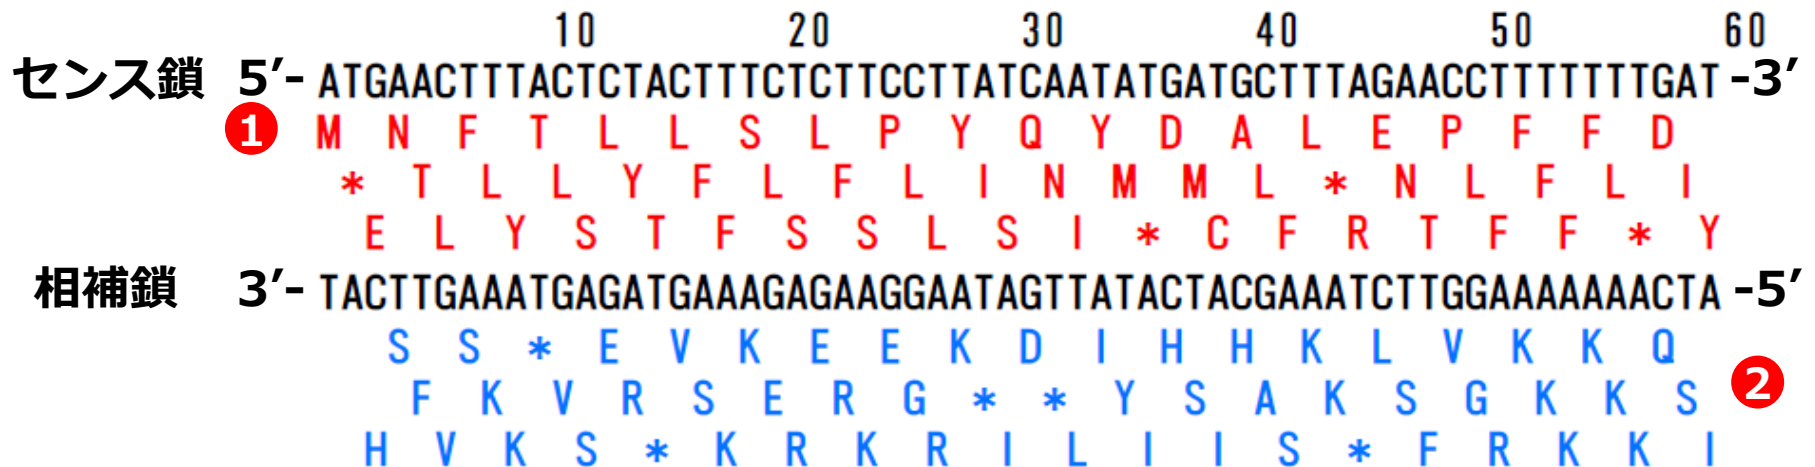 10 20 30 40 50 60
センス鎖 5’- ATGAACTTTACTCTACTTTCTCTTCCTTATCAATATGATGCTTTAGAACCTTTTTTTGAT -3’
1 M N F T L L S L P Y Q Y D A L E P F F D
* T L L Y F L F L I N M M L * N L F L I
E L Y S T F S S L S I * C F R T F F * Y
相補鎖 3’- TACTTGAAATGAGATGAAAGAGAAGGAATAGTTATACTACGAAATCTTGGAAAAAAACTA -5’
S S * E V K E E K D I H H K L V K K Q
F K V R S E R G * * Y S A K S G K K S 2
H V K S * K R K R I L I I S * F R K K I